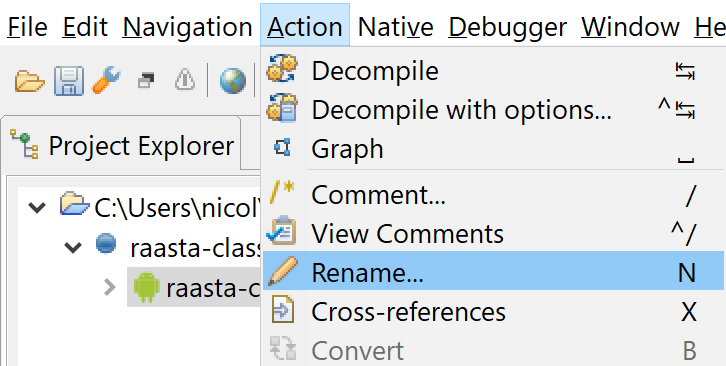 File Edit Navigation Action Native Debugger Window He
Decompile ↹
Decompile with options... ^↹
Graph ␣
Project Explorer
Comment... /
C:\Users\nicol\
View Comments ^/
raasta-class
Rename... N
raasta-c
Cross-references X
Convert B